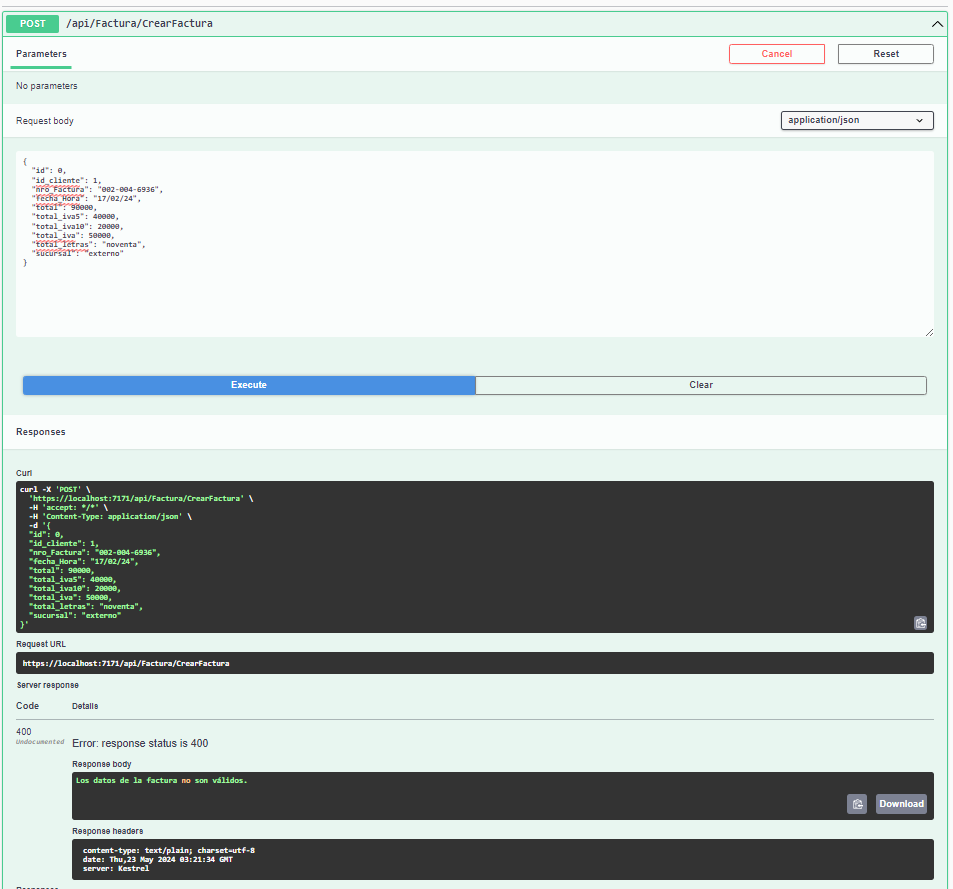 POST /api/Factura/CrearFactura
Parameters
Cancel
Reset
No parameters
Request body
application/json
{
"id": 0,
"id_cliente": 1,
"nro_Factura": "002-004-6936",
"fecha_Hora": "17/02/24",
"total": 90000,
"total_iva5": 40000,
"total_iva10": 20000,
"total_iva": 50000,
"total_letras": "noventa",
"sucursal": "externo"
}
Execute
Clear
Responses
Curl
curl -X 'POST' \
'https://localhost:7171/api/Factura/CrearFactura' \
-H 'accept: */*' \
-H 'Content-Type: application/json' \
-d '{
"id": 0,
"id_cliente": 1,
"nro_Factura": "002-004-6936",
"fecha_Hora": "17/02/24",
"total": 90000,
"total_iva5": 40000,
"total_iva10": 20000,
"total_iva": 50000,
"total_letras": "noventa",
"sucursal": "externo"
}'
Request URL
https://localhost:7171/api/Factura/CrearFactura
Server response
Code
Details
400
Undocumented
Error: response status is 400
Response body
Los datos de la factura no son válidos.
Download
Response headers
content-type: text/plain; charset=utf-8
date: Thu,23 May 2024 03:21:34 GMT
server: Kestrel